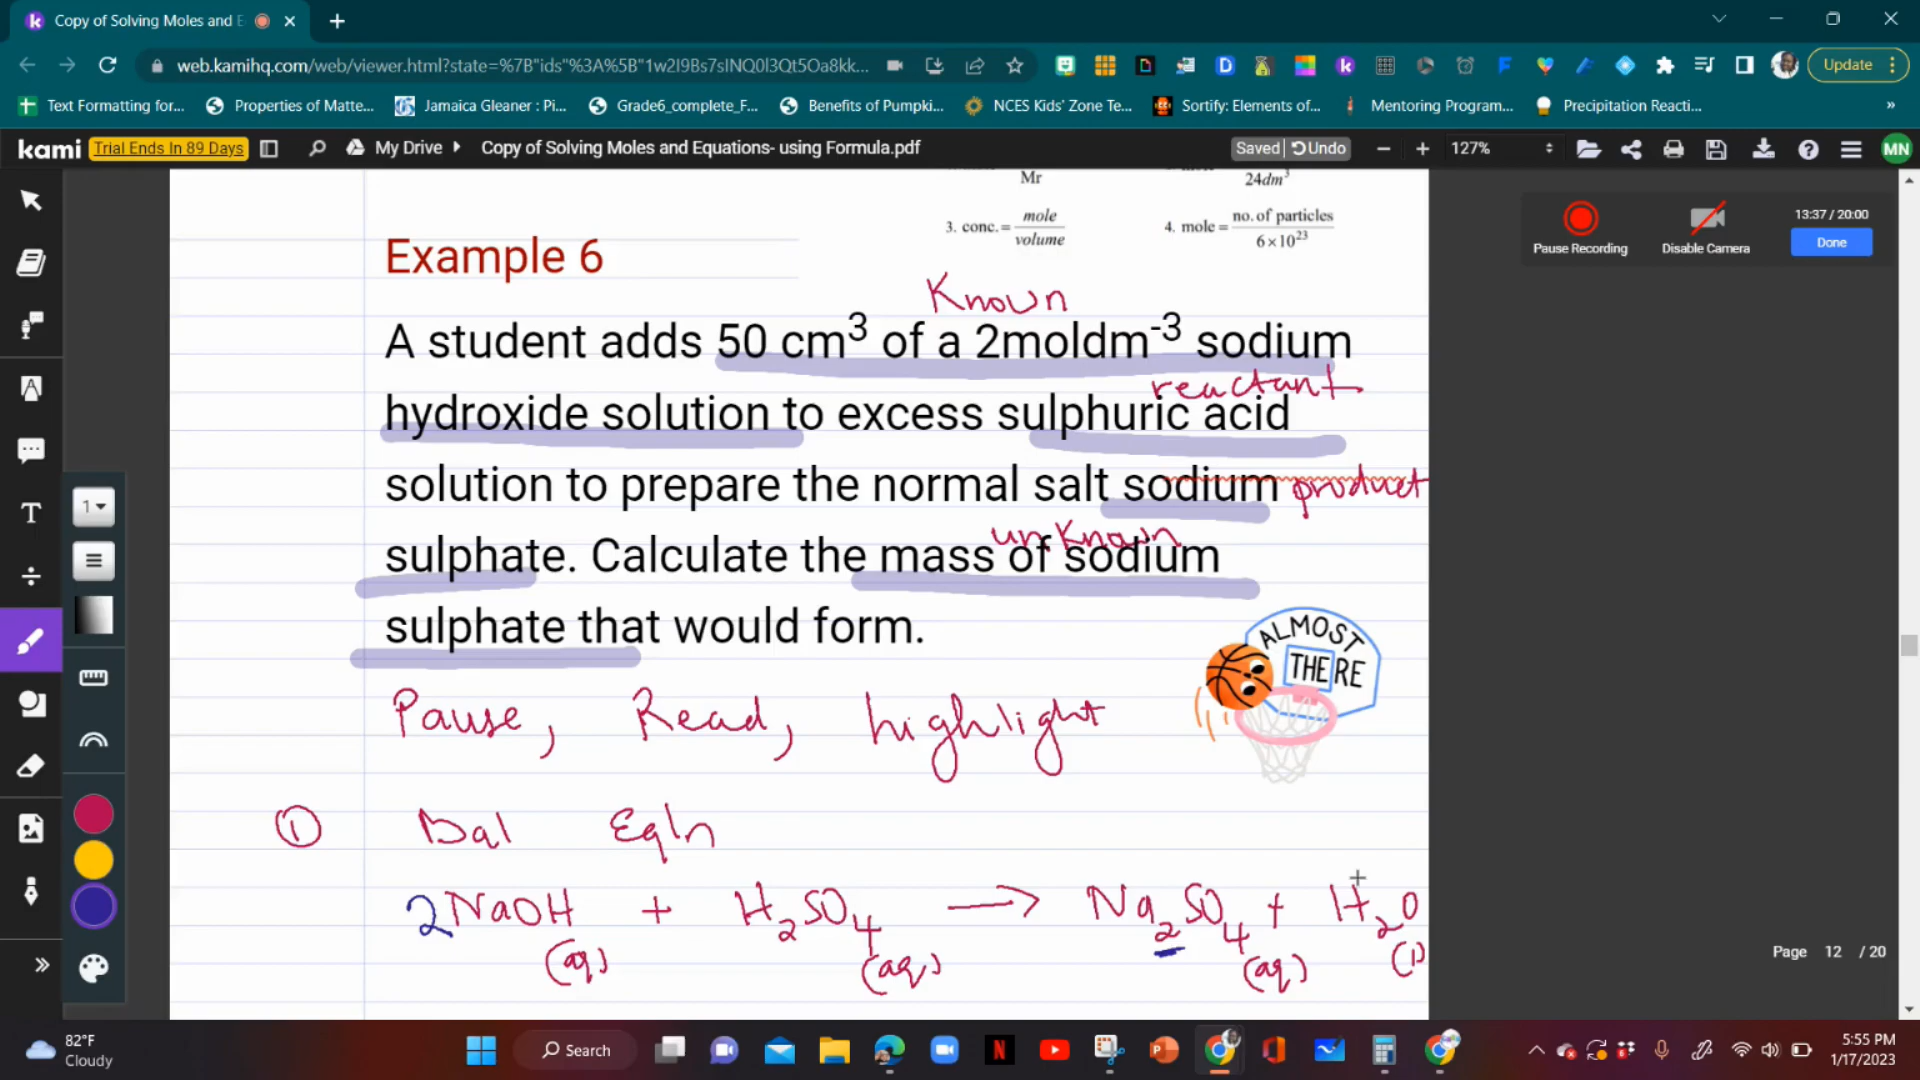 Copy of Solving Moles and E
web.kamihq.com/web/viewer.html?state=%7B"ids"%3A%5B"1w2I9Bs7sINQ0l3Qt5Oa8kk...
Update
Text Formatting for...
Properties of Matte...
Jamaica Gleaner : Pi...
Grade6_complete_F...
Benefits of Pumpki...
NCES Kids' Zone Te...
Sortify: Elements of...
Mentoring Program...
Precipitation Reacti...
kami
Trial Ends In 89 Days
My Drive
Copy of Solving Moles and Equations- using Formula.pdf
Saved
Undo
127%
MN
Mr
24dm³
3. conc. = mole / volume
4. mole = no. of particles / 6×10²³
Pause Recording
Disable Camera
13:37 / 20:00
Done
Example 6
Known
A student adds 50 cm³ of a 2moldm⁻³ sodium
reactant
hydroxide solution to excess sulphuric acid
solution to prepare the normal salt sodium product
unknown
sulphate. Calculate the mass of sodium
sulphate that would form.
ALMOST
THERE
Pause, Read, highlight
① Bal Eqln
2NaOH + H₂SO₄ → Na₂SO₄ + H₂O
(aq) (aq) (aq) (l)
Page 12 / 20
82°F
Cloudy
Search
5:55 PM
1/17/2023